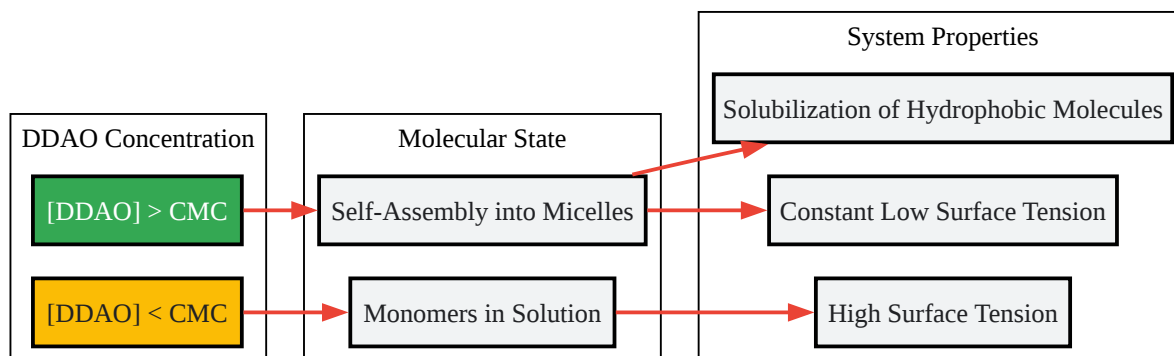 System Properties
Solubilization of Hydrophobic Molecules
DDAO Concentration
Molecular State
[DDAO] > CMC
Self-Assembly into Micelles
Constant Low Surface Tension
[DDAO] < CMC
Monomers in Solution
High Surface Tension